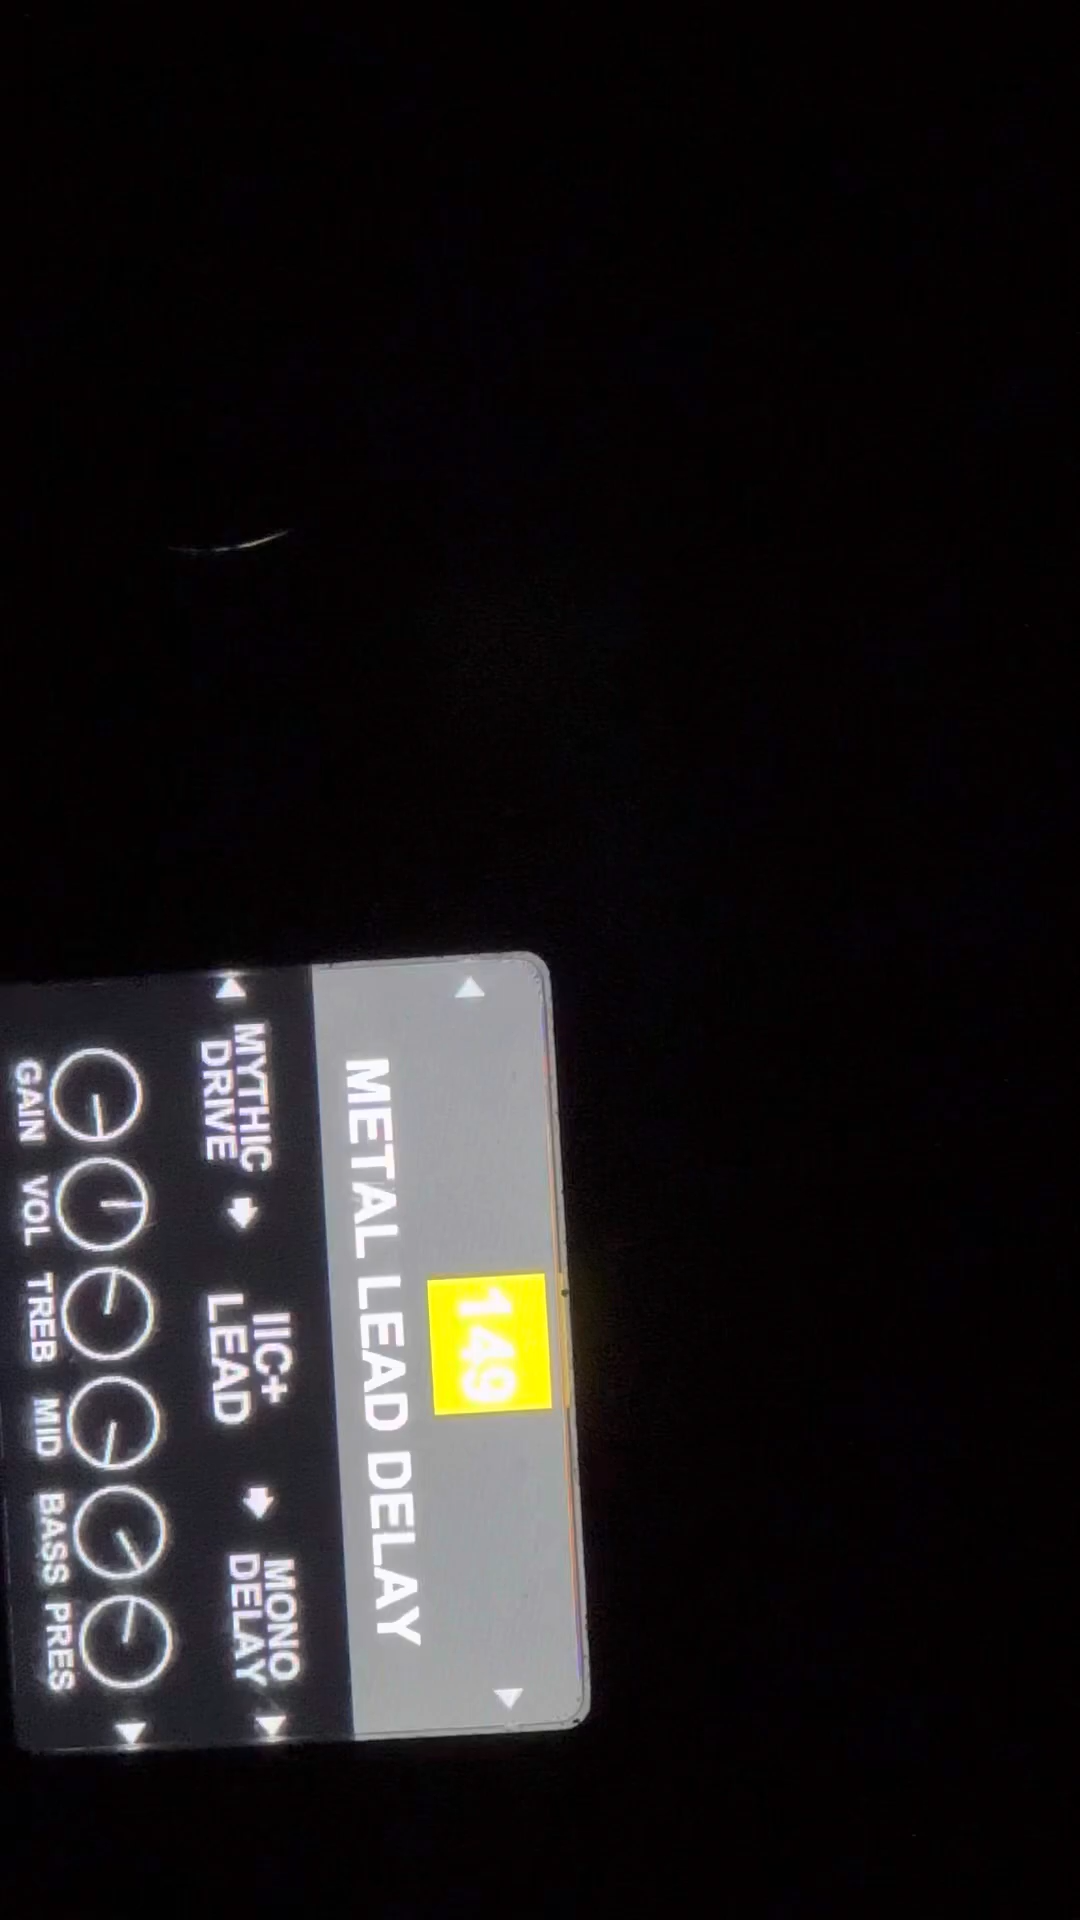 149
METAL LEAD DELAY
MYTHIC DRIVE
IIC+ LEAD
MONO DELAY
GAIN VOL TREB MID BASS PRES